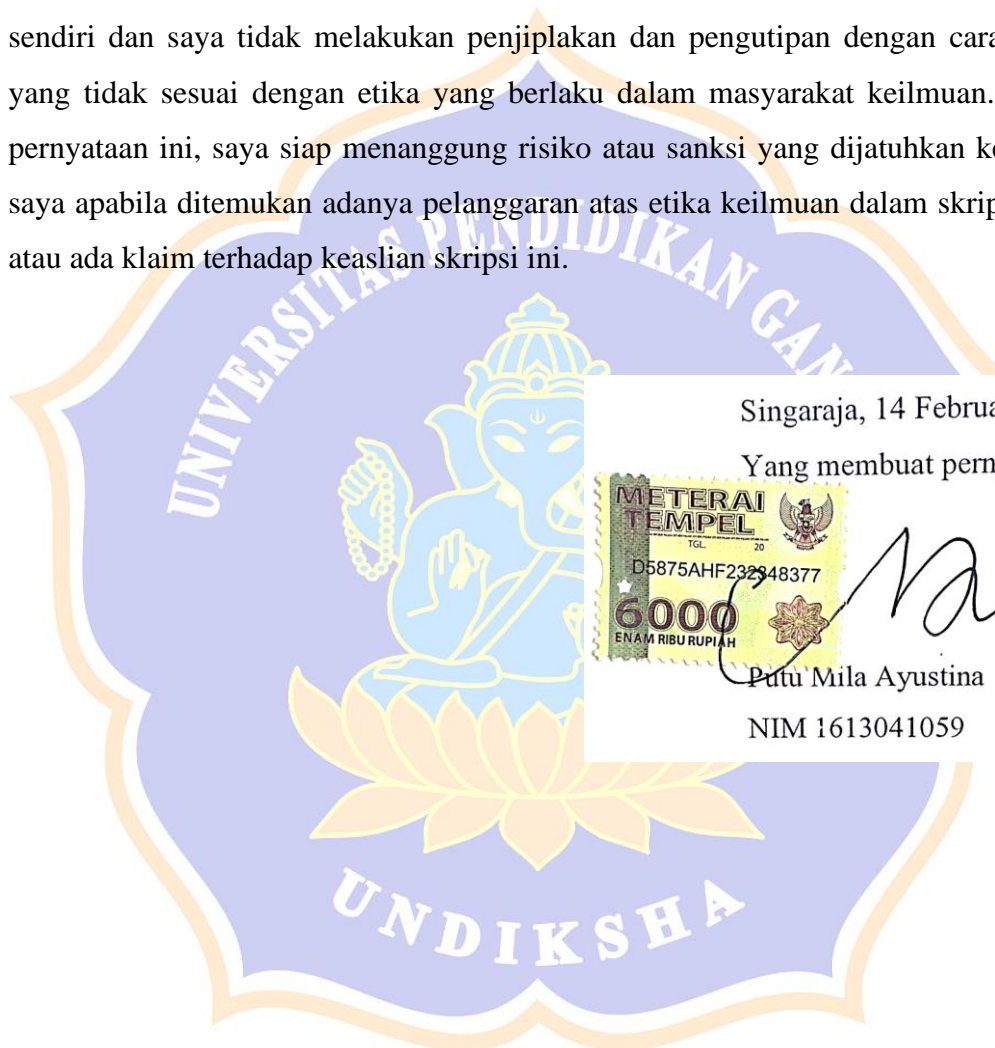 sendiri dan saya tidak melakukan penjiplakan dan pengutipan dengan cara
yang tidak sesuai dengan etika yang berlaku dalam masyarakat keilmuan.
pernyataan ini, saya siap menanggung risiko atau sanksi yang dijatuhkan ke
saya apabila ditemukan adanya pelanggaran atas etika keilmuan dalam skrip
atau ada klaim terhadap keaslian skripsi ini.
UNIVERSITAS PENDIDIKAN GAN
Singaraja, 14 Februa
Yang membuat pern
METERAI
TEMPEL
TGL. 20
D5875AHF232848377
6000
ENAM RIBU RUPIAH
Putu Mila Ayustina
NIM 1613041059
UNDIKSHA